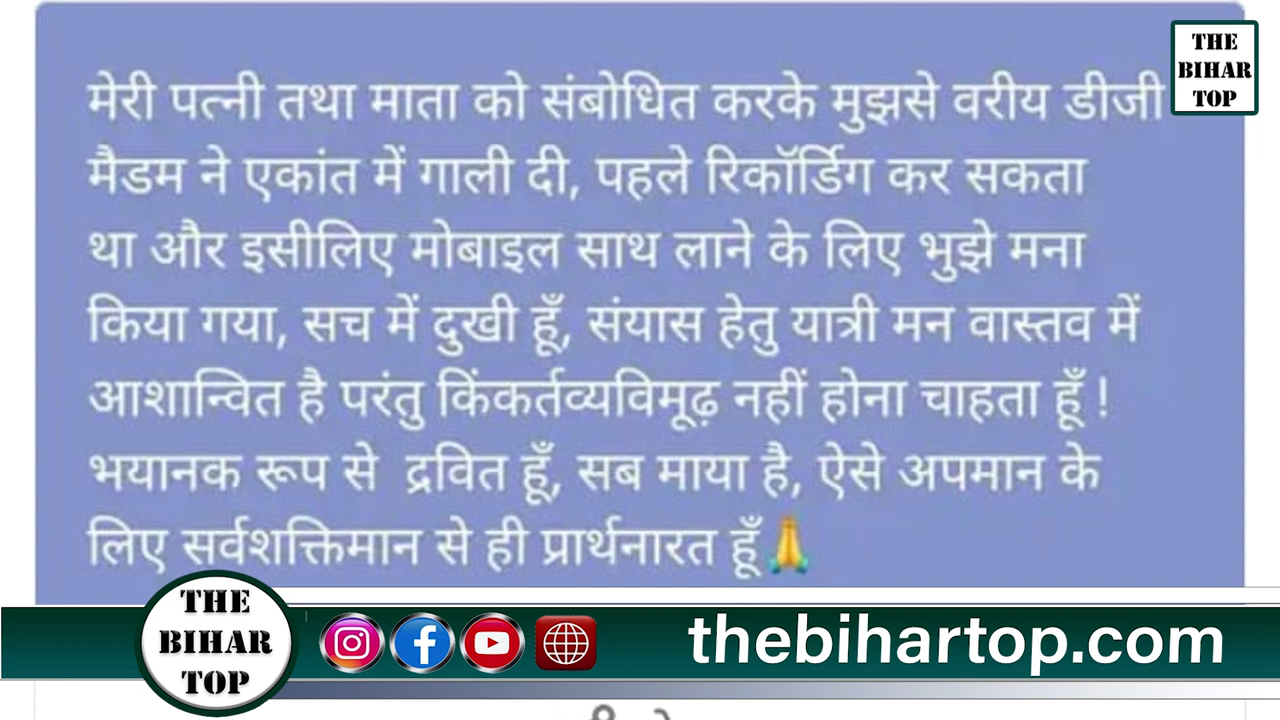 मेरी पत्नी तथा माता को संबोधित करके मुझसे वरीय डीजी
मैडम ने एकांत में गाली दी, पहले रिकॉर्डिंग कर सकता
था और इसीलिए मोबाइल साथ लाने के लिए भुझे मना
किया गया, सच में दुखी हूँ, संयास हेतु यात्री मन वास्तव में
आशान्वित है परंतु किंकर्तव्यविमूढ़ नहीं होना चाहता हूँ !
भयानक रूप से द्रवित हूँ, सब माया है, ऐसे अपमान के
लिए सर्वशक्तिमान से ही प्रार्थनारत हूँ🙏
THE
BIHAR
TOP
THE
BIHAR
TOP
thebihartop.com